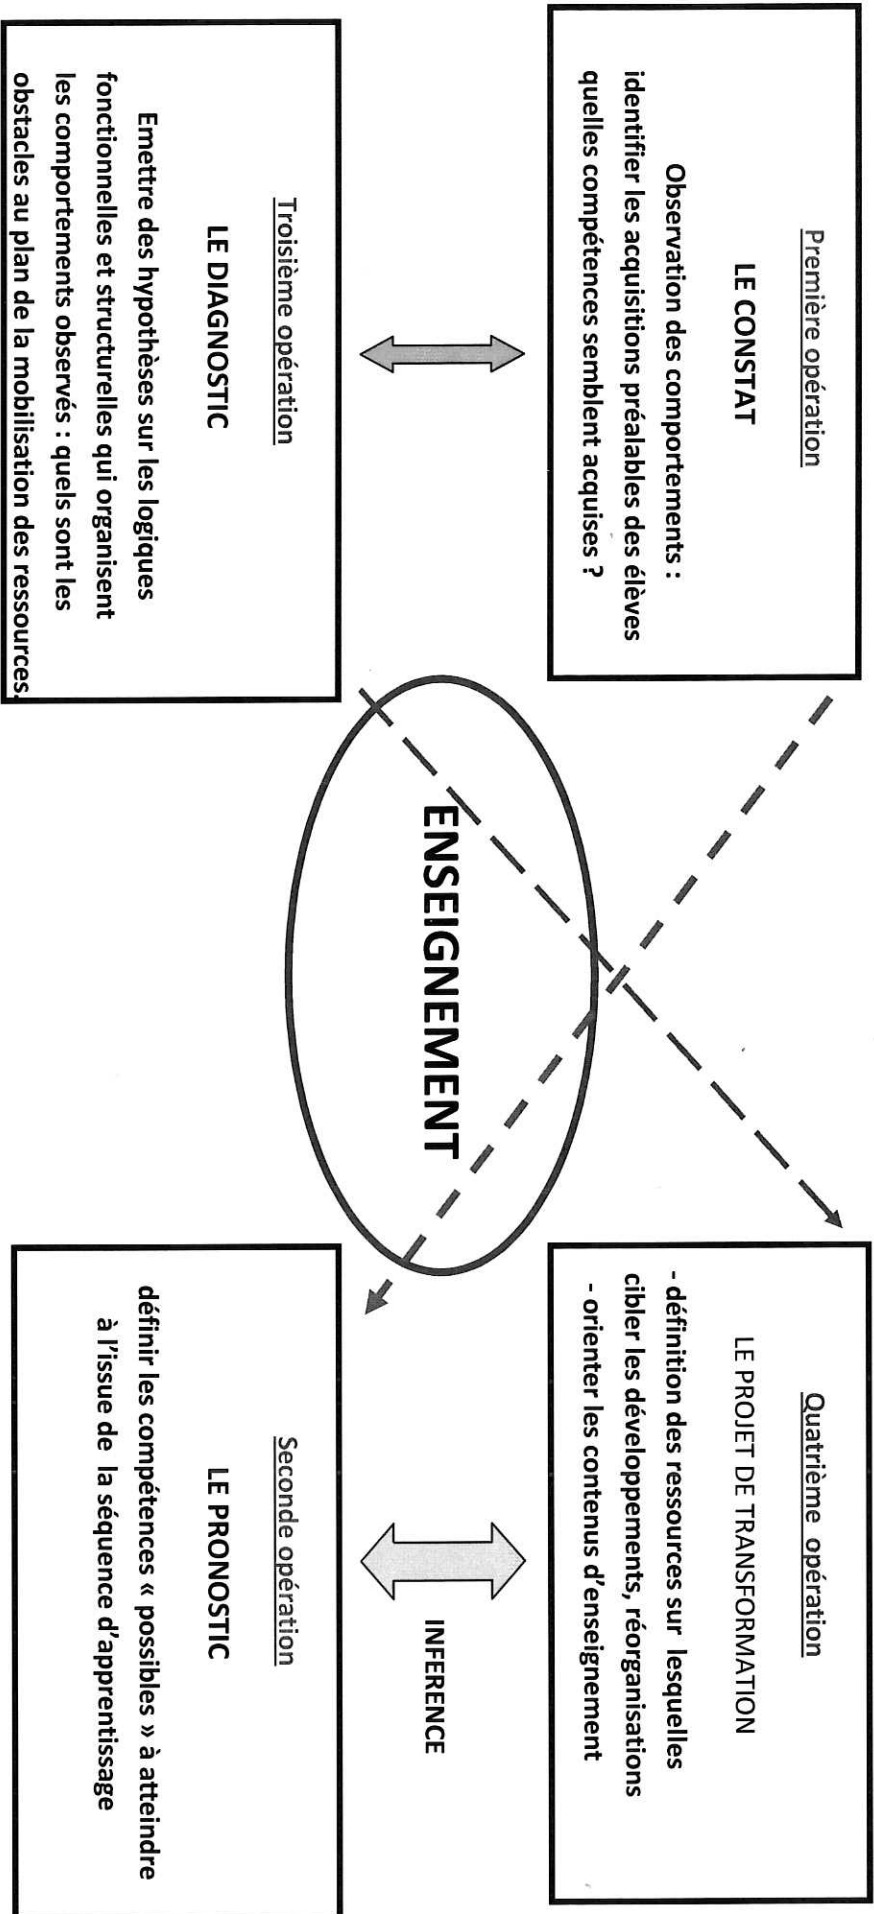 Première opération
LE CONSTAT
Observation des comportements :
identifier les acquisitions préalables des élèves
quelles compétences semblent acquises ?
Quatrième opération
LE PROJET DE TRANSFORMATION
- définition des ressources sur lesquelles
cibler les développements, réorganisations
- orienter les contenus d'enseignement
ENSEIGNEMENT
INFERENCE
Troisième opération
LE DIAGNOSTIC
Emettre des hypothèses sur les logiques
fonctionnelles et structurelles qui organisent
les comportements observés : quels sont les
obstacles au plan de la mobilisation des ressources.
Seconde opération
LE PRONOSTIC
définir les compétences « possibles » à atteindre
à l'issue de la séquence d'apprentissage